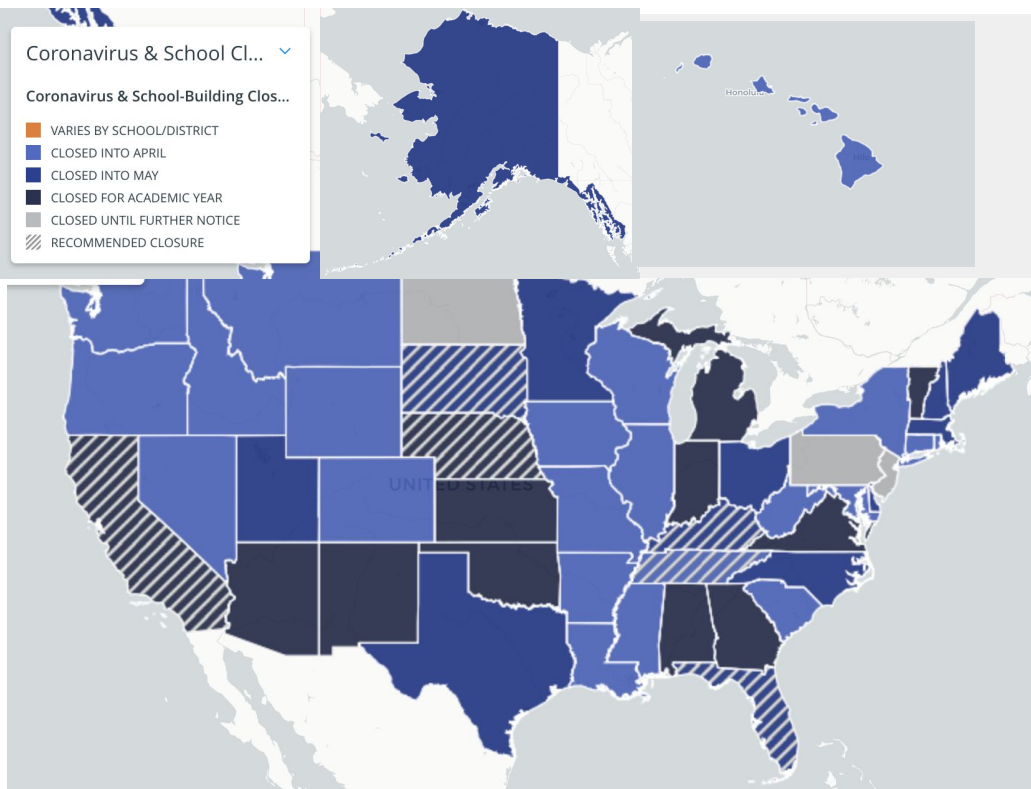 Coronavirus & School Cl...
Coronavirus & School-Building Clos...
VARIES BY SCHOOL/DISTRICT
CLOSED INTO APRIL
CLOSED INTO MAY
CLOSED FOR ACADEMIC YEAR
CLOSED UNTIL FURTHER NOTICE
RECOMMENDED CLOSURE
UNITED STATES